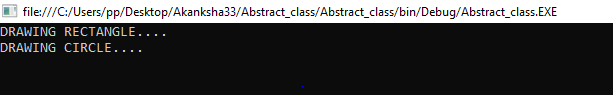 file:///C:/Users/pp/Desktop/Akanksha33/Abstract_class/Abstract_class/bin/Debug/Abstract_class.EXE
DRAWING RECTANGLE....
DRAWING CIRCLE....